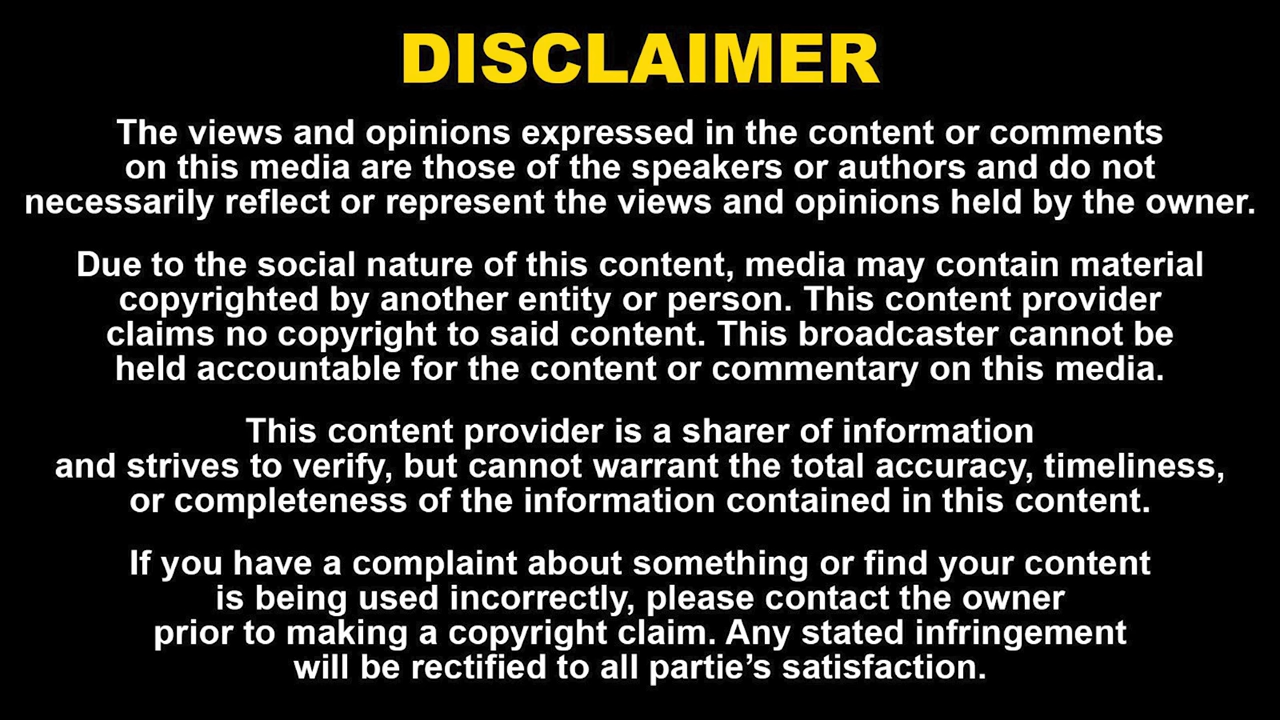 DISCLAIMER
The views and opinions expressed in the content or comments
on this media are those of the speakers or authors and do not
necessarily reflect or represent the views and opinions held by the owner.
Due to the social nature of this content, media may contain material
copyrighted by another entity or person. This content provider
claims no copyright to said content. This broadcaster cannot be
held accountable for the content or commentary on this media.
This content provider is a sharer of information
and strives to verify, but cannot warrant the total accuracy, timeliness,
or completeness of the information contained in this content.
If you have a complaint about something or find your content
is being used incorrectly, please contact the owner
prior to making a copyright claim. Any stated infringement
will be rectified to all partie’s satisfaction.